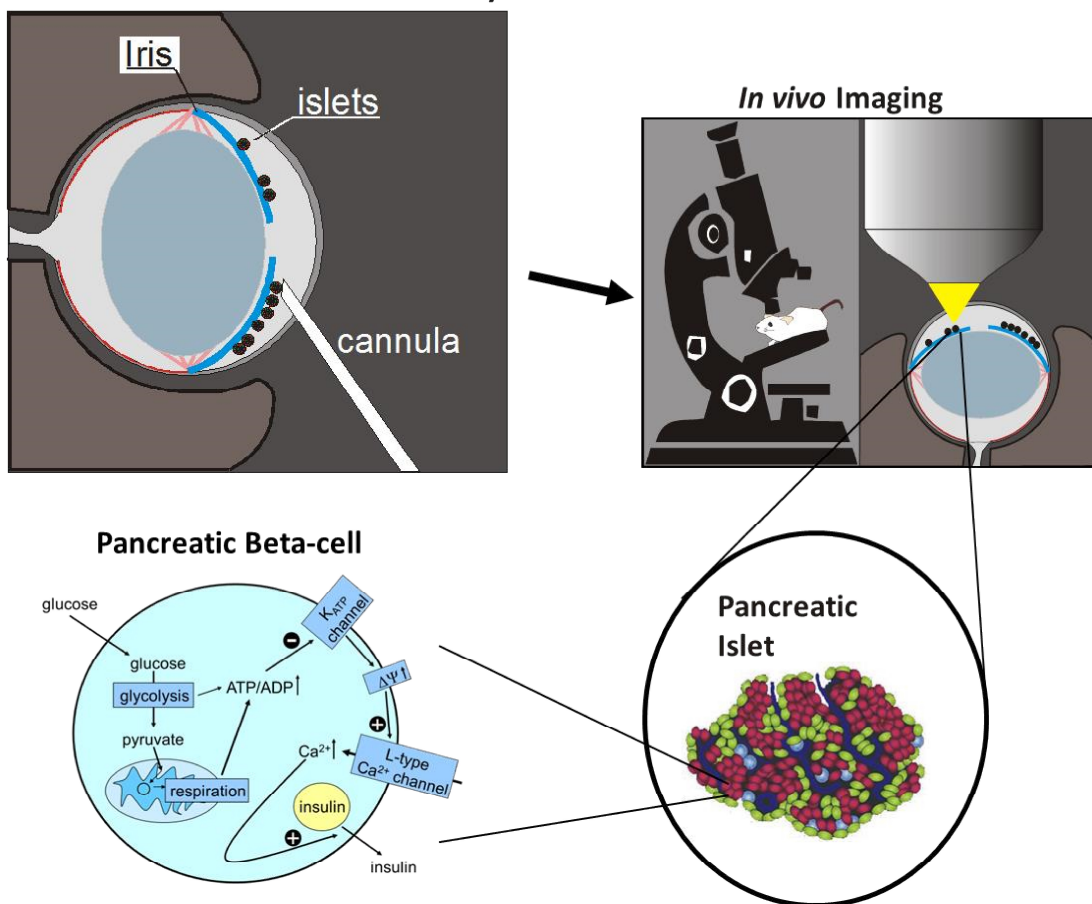 Iris
islets
cannula
In vivo Imaging
Pancreatic Beta-cell
glucose
glucose
glycolysis
pyruvate
respiration
ATP/ADP↑
-
K_ATP
channel
ΔΨ↑
+
L-type
Ca²⁺ channel
Ca²⁺↑
insulin
+
insulin
Pancreatic
Islet